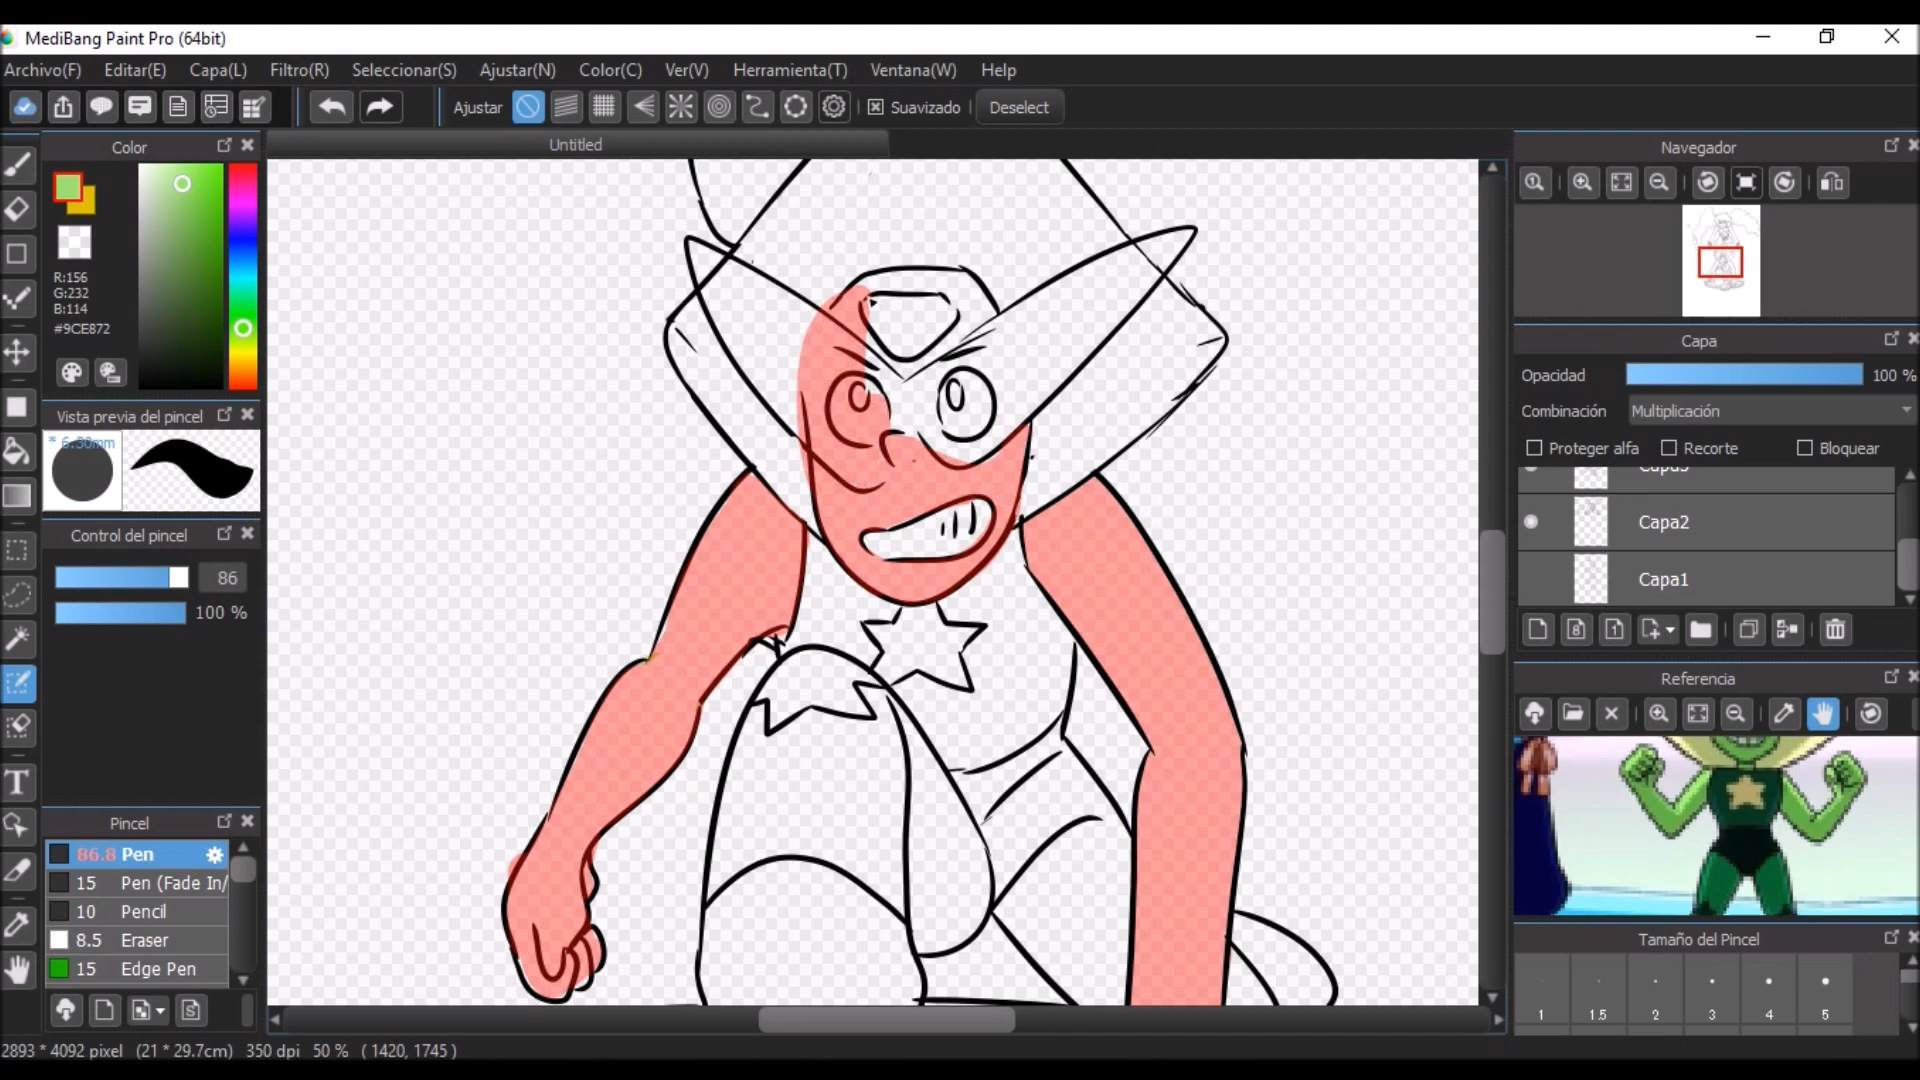 MediBang Paint Pro (64bit)
Archivo(F) Editar(E) Capa(L) Filtro(R) Seleccionar(S) Ajustar(N) Color(C) Ver(V) Herramienta(T) Ventana(W) Help
Ajustar Suavizado Deselect
Color
R:156
G:232
B:114
#9CE872
Vista previa del pincel
* 6.30mm
Control del pincel
86
100 %
Pincel
86.8 Pen
15 Pen (Fade In/
10 Pencil
8.5 Eraser
15 Edge Pen
Untitled
Navegador
Capa
Opacidad 100 %
Combinación Multiplicación
Proteger alfa Recorte Bloquear
Capa3
Capa2
Capa1
Referencia
Tamaño del Pincel
1 1.5 2 3 4 5
2893 * 4092 pixel (21 * 29.7cm) 350 dpi 50 % ( 1420, 1745 )